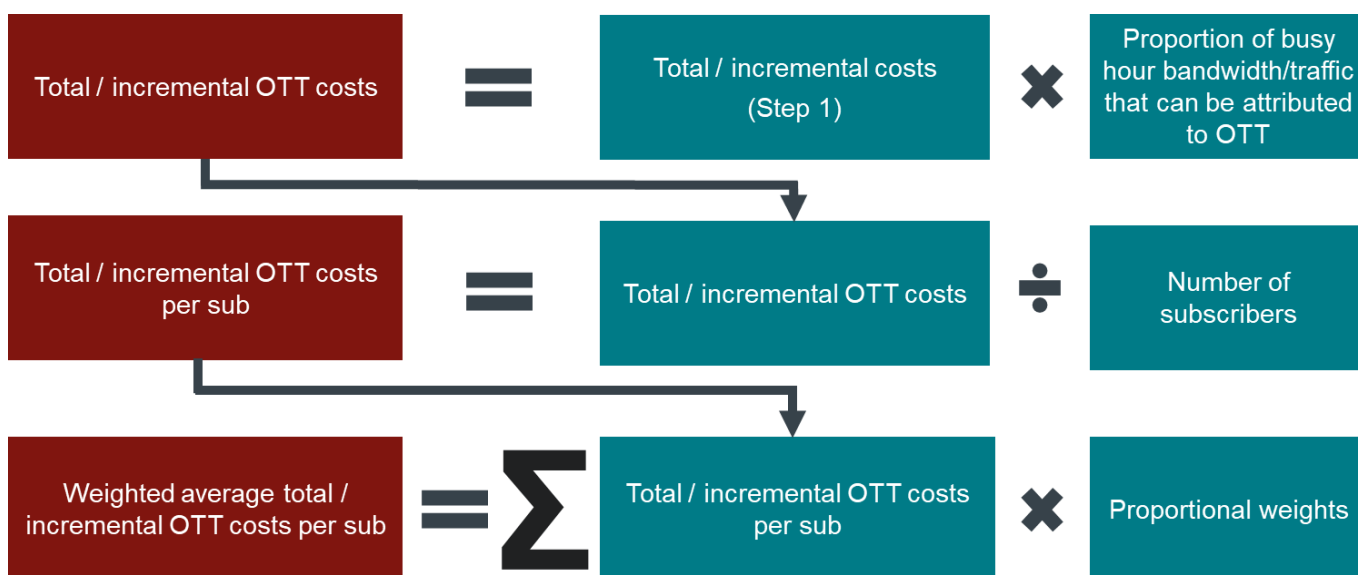 Total / incremental OTT costs
=
Total / incremental costs
(Step 1)
×
Proportion of busy
hour bandwidth/traffic
that can be attributed
to OTT
Total / incremental OTT costs
per sub
=
Total / incremental OTT costs
÷
Number of
subscribers
Weighted average total /
incremental OTT costs per sub
=
Σ
Total / incremental OTT costs
per sub
×
Proportional weights